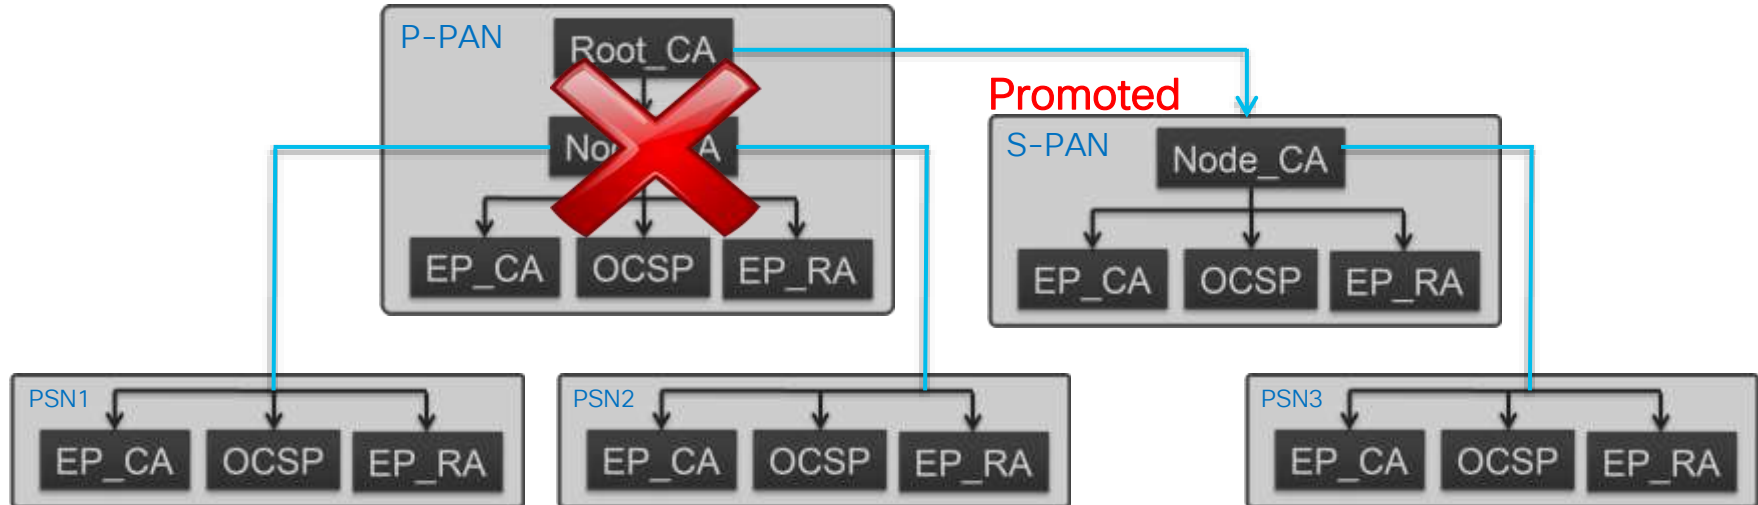 P-PAN
Root_CA
Promoted
S-PAN
Node_CA
EP_CA OCSP EP_RA
EP_CA OCSP EP_RA
PSN1
EP_CA OCSP EP_RA
PSN2
EP_CA OCSP EP_RA
PSN3
EP_CA OCSP EP_RA